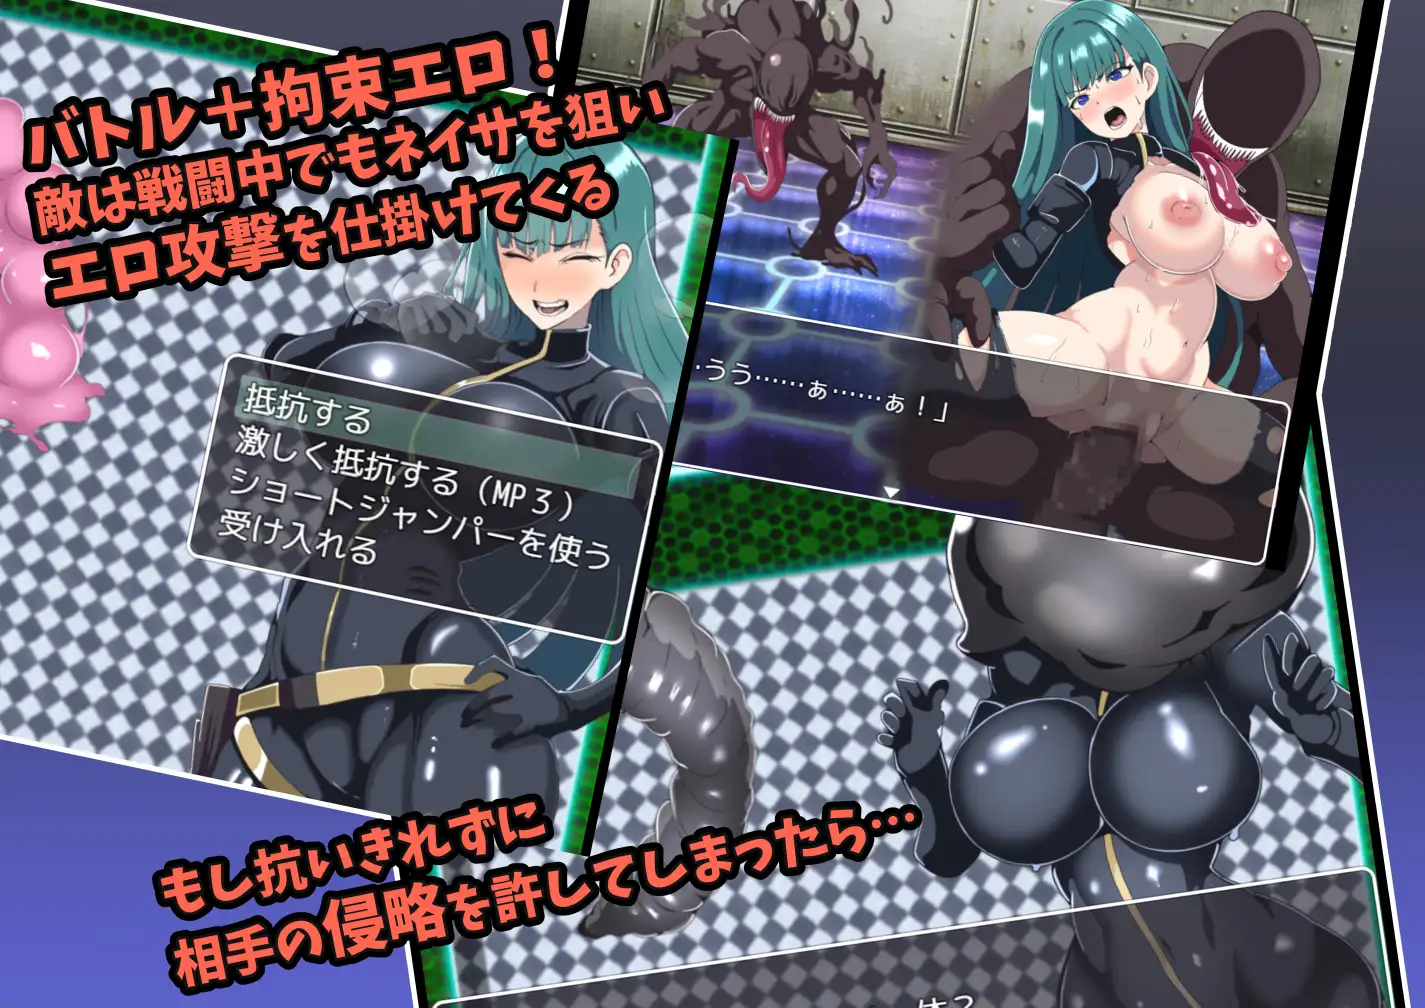 バトル＋拘束エロ！
敵は戦闘中でもネイサを狙い
エロ攻撃を仕掛けてくる
抵抗する
激しく抵抗する（MP３）
ショートジャンパーを使う
受け入れる
・うう……ぁ……ぁ！」
もし抗いきれずに
相手の侵略を許してしまったら…